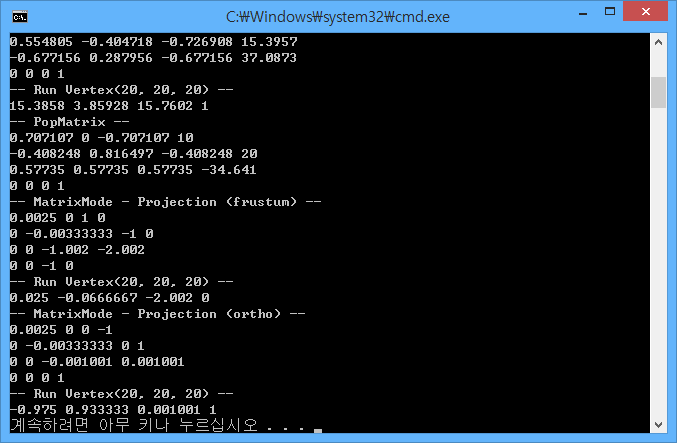 C:₩Windows₩system32₩cmd.exe
0.554805 -0.404718 -0.726908 15.3957
-0.677156 0.287956 -0.677156 37.0873
0 0 0 1
-- Run Vertex(20, 20, 20) --
15.3858 3.85928 15.7602 1
-- PopMatrix --
0.707107 0 -0.707107 10
-0.408248 0.816497 -0.408248 20
0.57735 0.57735 0.57735 -34.641
0 0 0 1
-- MatrixMode - Projection (frustum) --
0.0025 0 1 0
0 -0.00333333 -1 0
0 0 -1.002 -2.002
0 0 -1 0
-- Run Vertex(20, 20, 20) --
0.025 -0.0666667 -2.002 0
-- MatrixMode - Projection (ortho) --
0.0025 0 0 -1
0 -0.00333333 0 1
0 0 -0.001001 0.001001
0 0 0 1
-- Run Vertex(20, 20, 20) --
-0.975 0.933333 0.001001 1
계속하려면 아무 키나 누르십시오 . . .